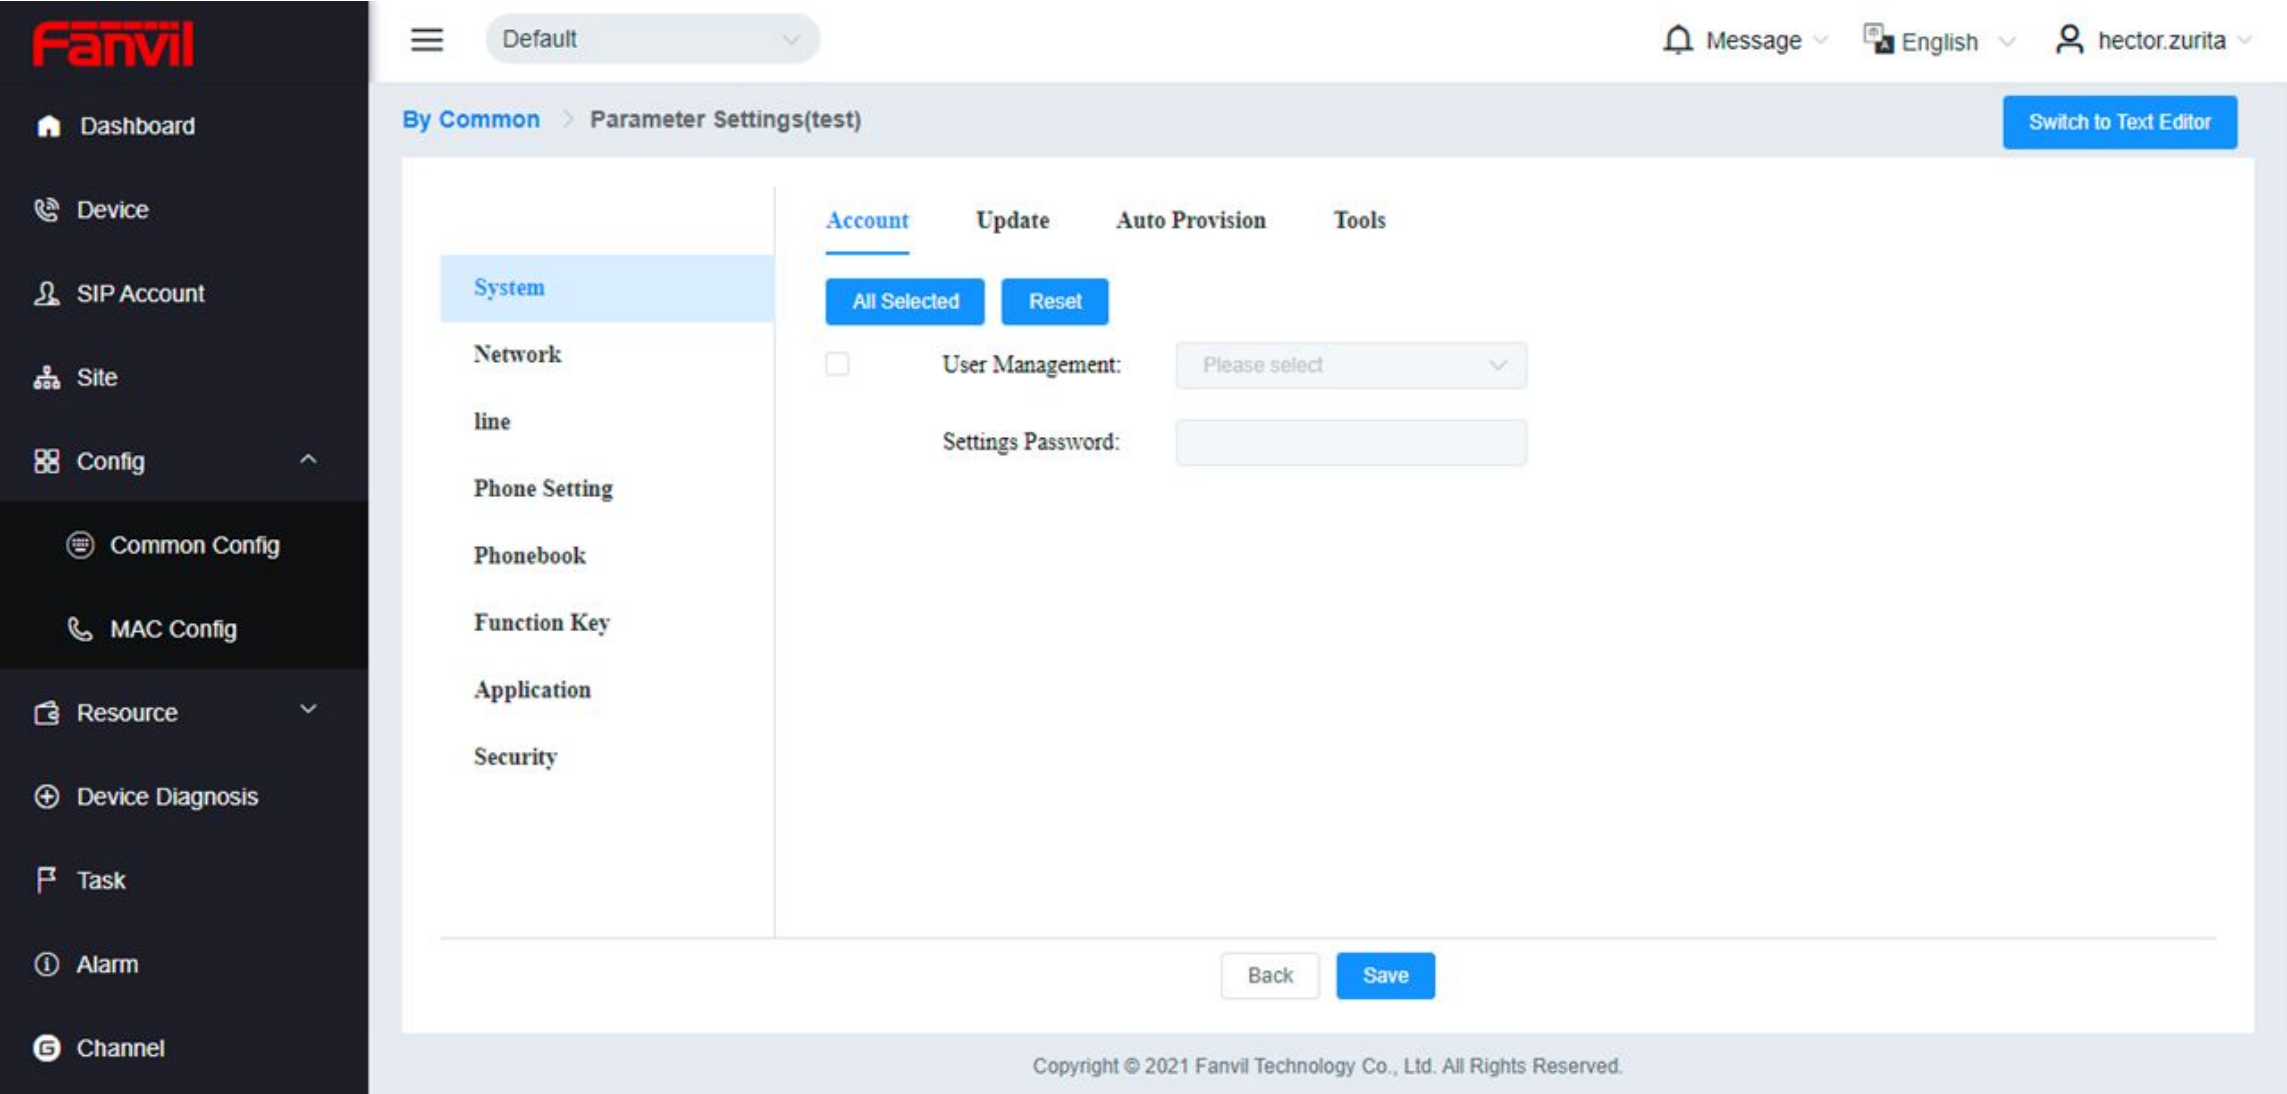 Fanvil
Default
Message
English
hector.zurita
Dashboard
Device
SIP Account
Site
Config
Common Config
MAC Config
Resource
Device Diagnosis
Task
Alarm
Channel
By Common > Parameter Settings(test)
Switch to Text Editor
System
Network
line
Phone Setting
Phonebook
Function Key
Application
Security
Account Update Auto Provision Tools
All Selected Reset
User Management: Please select
Settings Password:
Back Save
Copyright © 2021 Fanvil Technology Co., Ltd. All Rights Reserved.